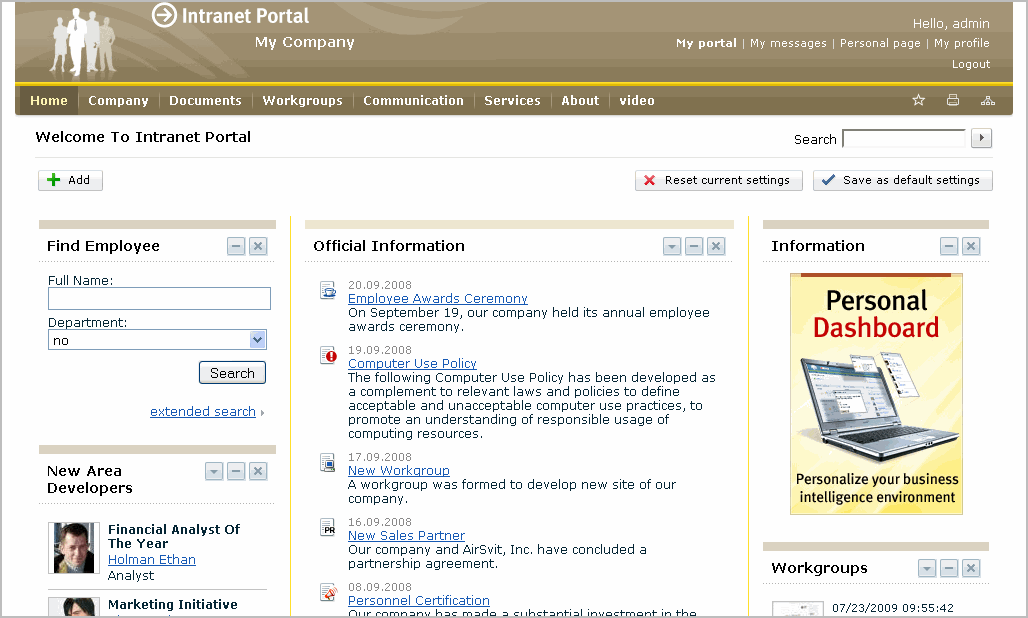 Intranet Portal
My Company
Hello, admin
My portal | My messages | Personal page | My profile
Logout
Home Company Documents Workgroups Communication Services About video
Welcome To Intranet Portal
Search
Add
Reset current settings
Save as default settings
Find Employee
Full Name:
Department:
no
Search
extended search
New Area
Developers
Financial Analyst Of
The Year
Holman Ethan
Analyst
Marketing Initiative
Official Information
20.09.2008
Employee Awards Ceremony
On September 19, our company held its annual employee
awards ceremony.
19.09.2008
Computer Use Policy
The following Computer Use Policy has been developed as
a complement to relevant laws and policies to define
acceptable and unacceptable computer use practices, to
promote an understanding of responsible usage of
computing resources.
17.09.2008
New Workgroup
A workgroup was formed to develop new site of our
company.
PR
16.09.2008
New Sales Partner
Our company and AirSvit, Inc. have concluded a
partnership agreement.
08.09.2008
Personnel Certification
Our company has made a substantial investment in the
Information
Personal
Dashboard
Personalize your business
intelligence environment
Workgroups
07/23/2009 09:55:42